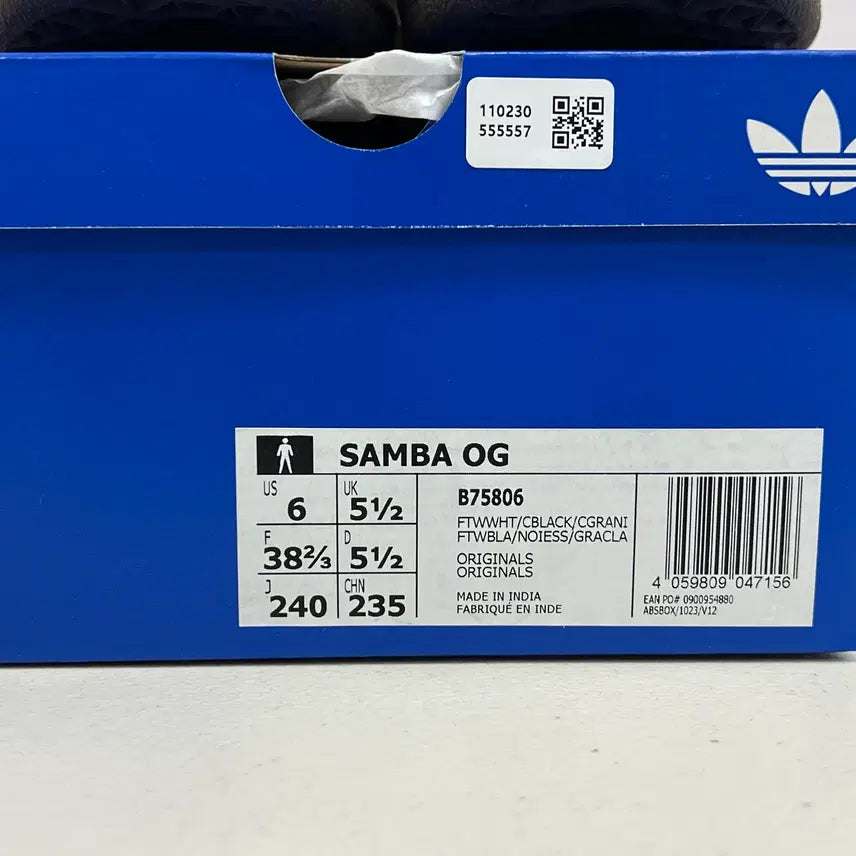 110230
555557
SAMBA OG
US
6
UK
5½
F
38⅔
D
5½
J
240
CHN
235
B75806
FTWWHT/CBLACK/CGRANI
FTWBLA/NOIESS/GRACLA
ORIGINALS
ORIGINALS
MADE IN INDIA
FABRIQUÉ EN INDE
4 059809 047156
EAN PO# 0900954880
ABSBOX/1023/V12